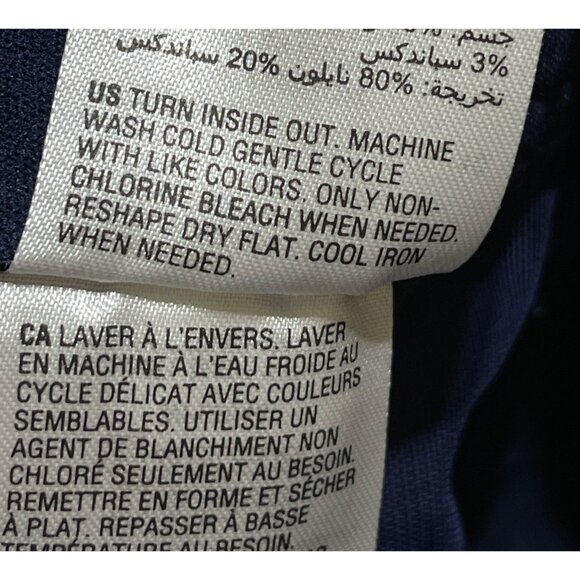 جسم:
3% سباندكس
تخريجة: 80% نايلون 20% سباندكس
US TURN INSIDE OUT. MACHINE
WASH COLD GENTLE CYCLE
WITH LIKE COLORS. ONLY NON-
CHLORINE BLEACH WHEN NEEDED.
RESHAPE DRY FLAT. COOL IRON
WHEN NEEDED.
CA LAVER À L'ENVERS. LAVER
EN MACHINE À L'EAU FROIDE AU
CYCLE DÉLICAT AVEC COULEURS
SEMBLABLES. UTILISER UN
AGENT DE BLANCHIMENT NON
CHLORÉ SEULEMENT AU BESOIN.
REMETTRE EN FORME ET SÉCHER
À PLAT. REPASSER À BASSE
TEMPÉRATURE AU BESOIN.